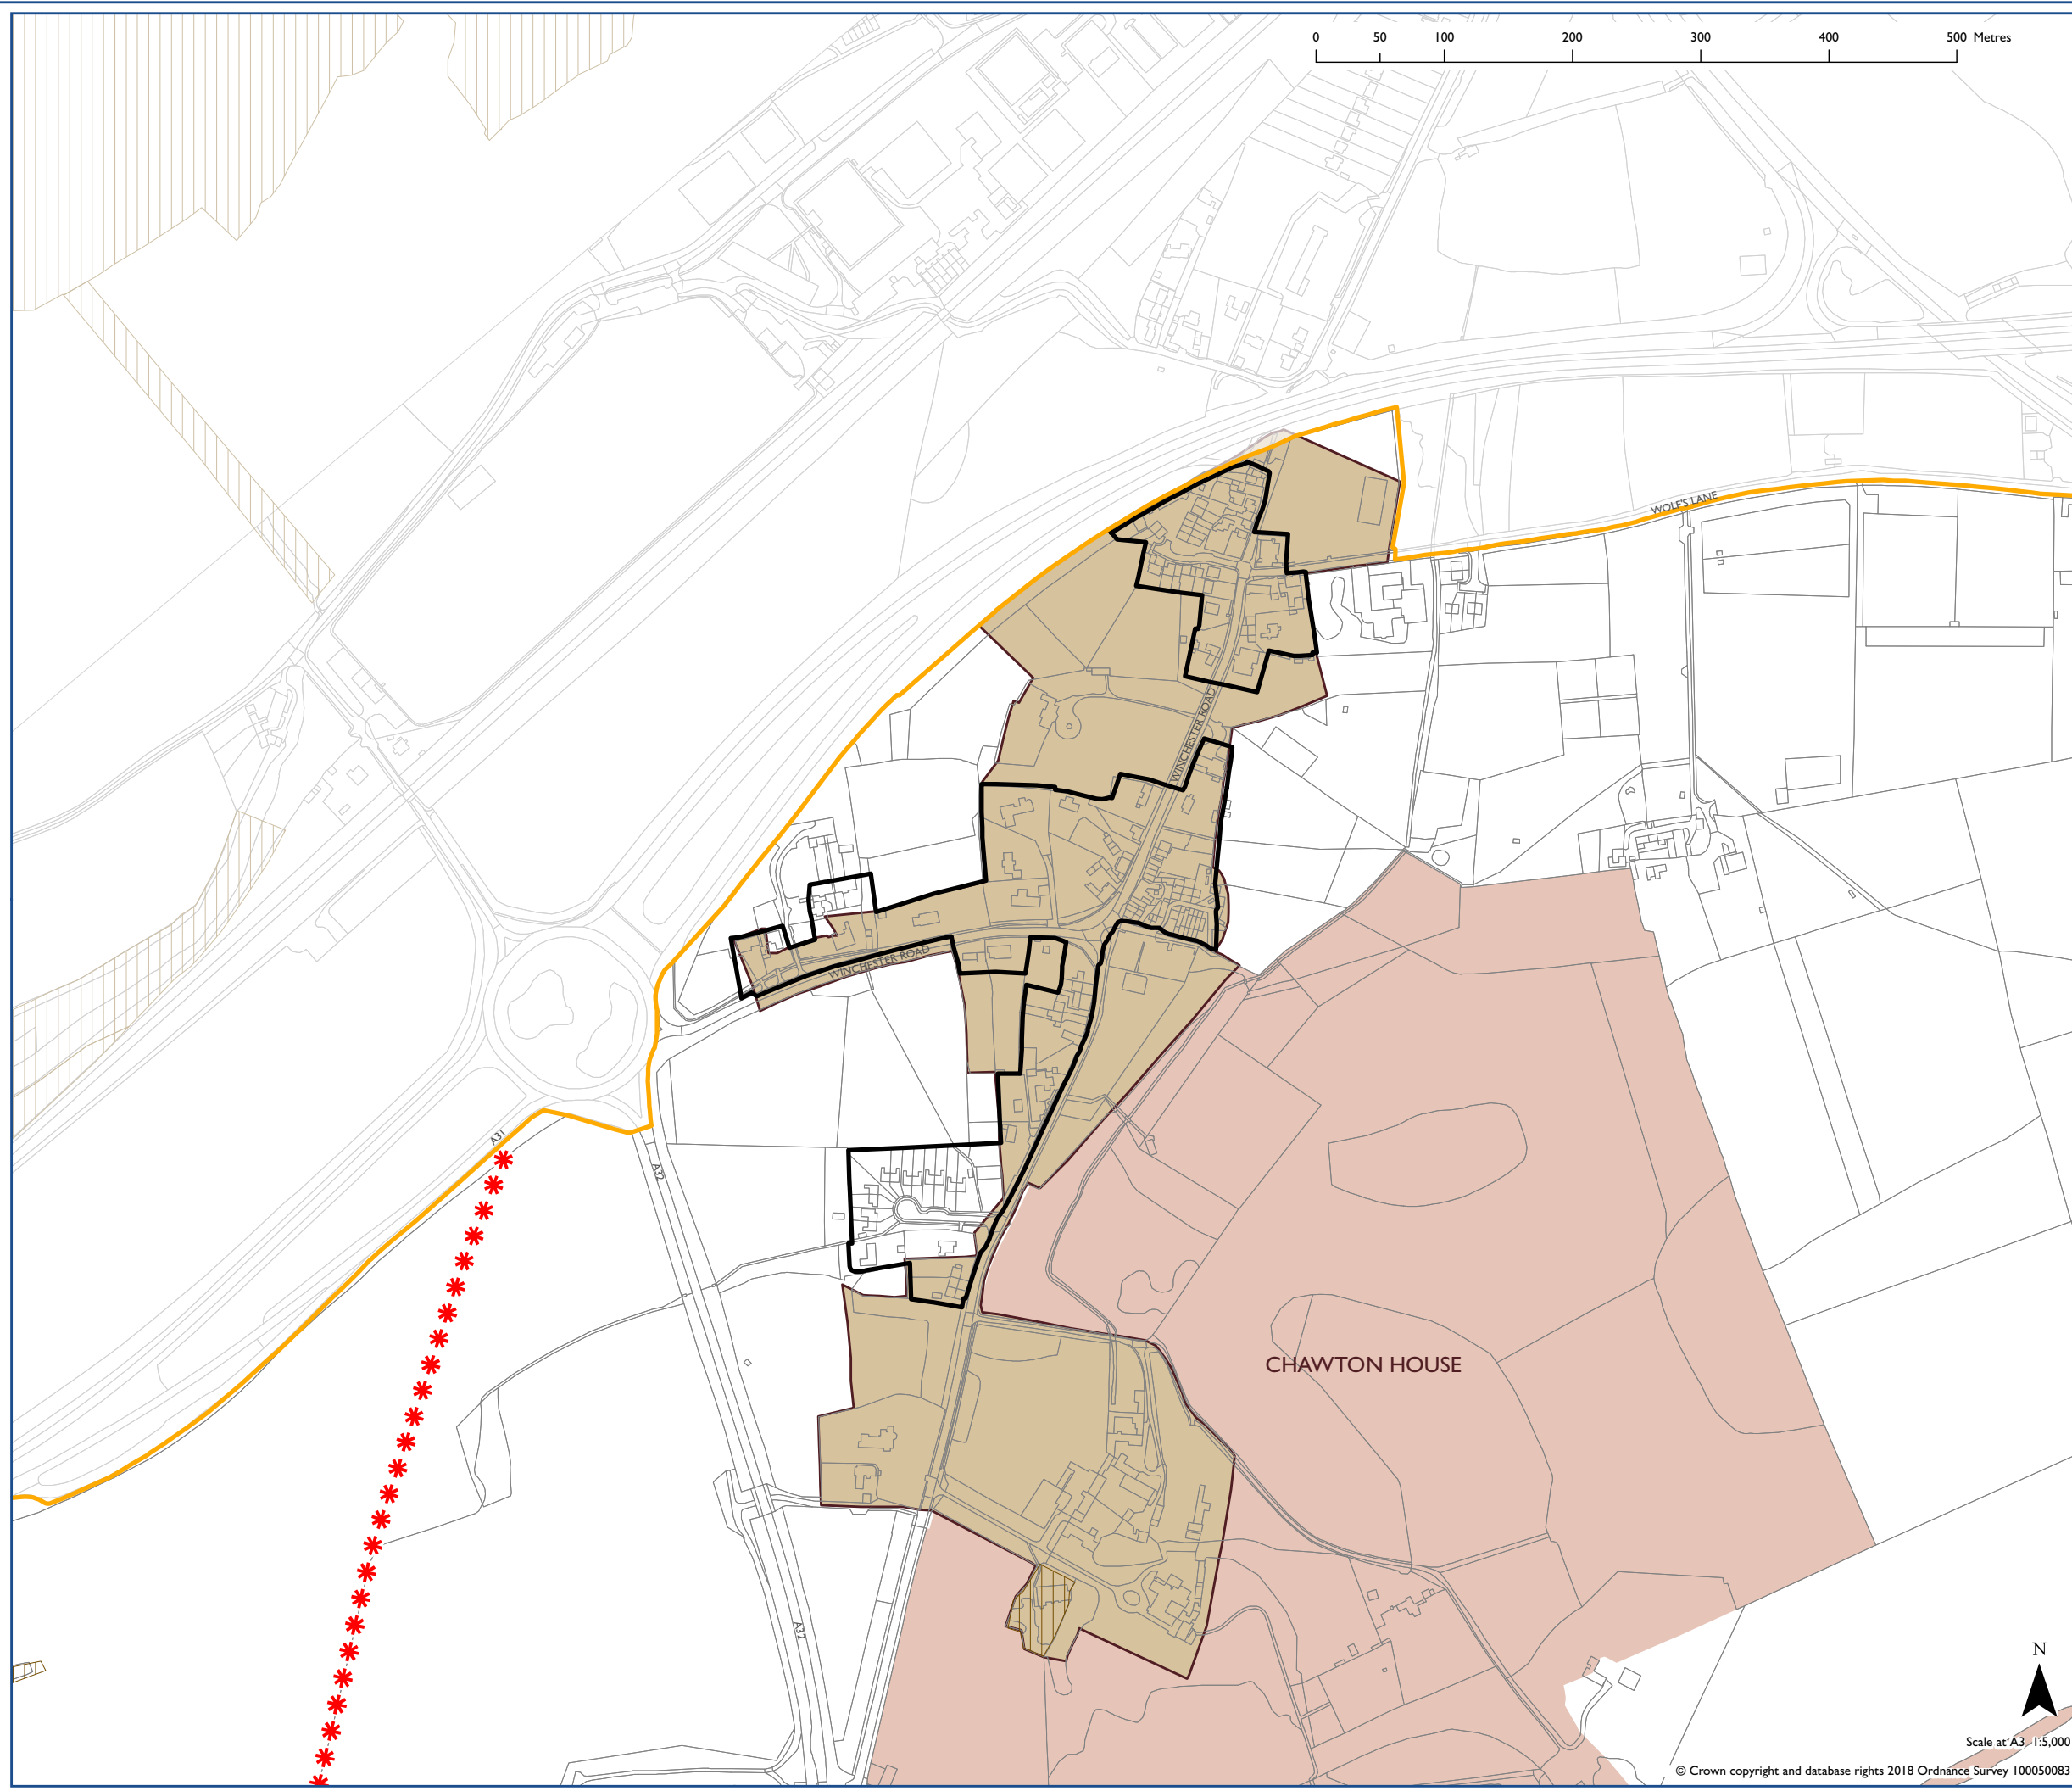 0 50 100 200 300 400 500 Metres
WOLF'S LANE
WINCHESTER ROAD
WINCHESTER ROAD
A31
A32
CHAWTON HOUSE
A32
N
Scale at A3 1:5,000
© Crown copyright and database rights 2018 Ordnance Survey 100050083